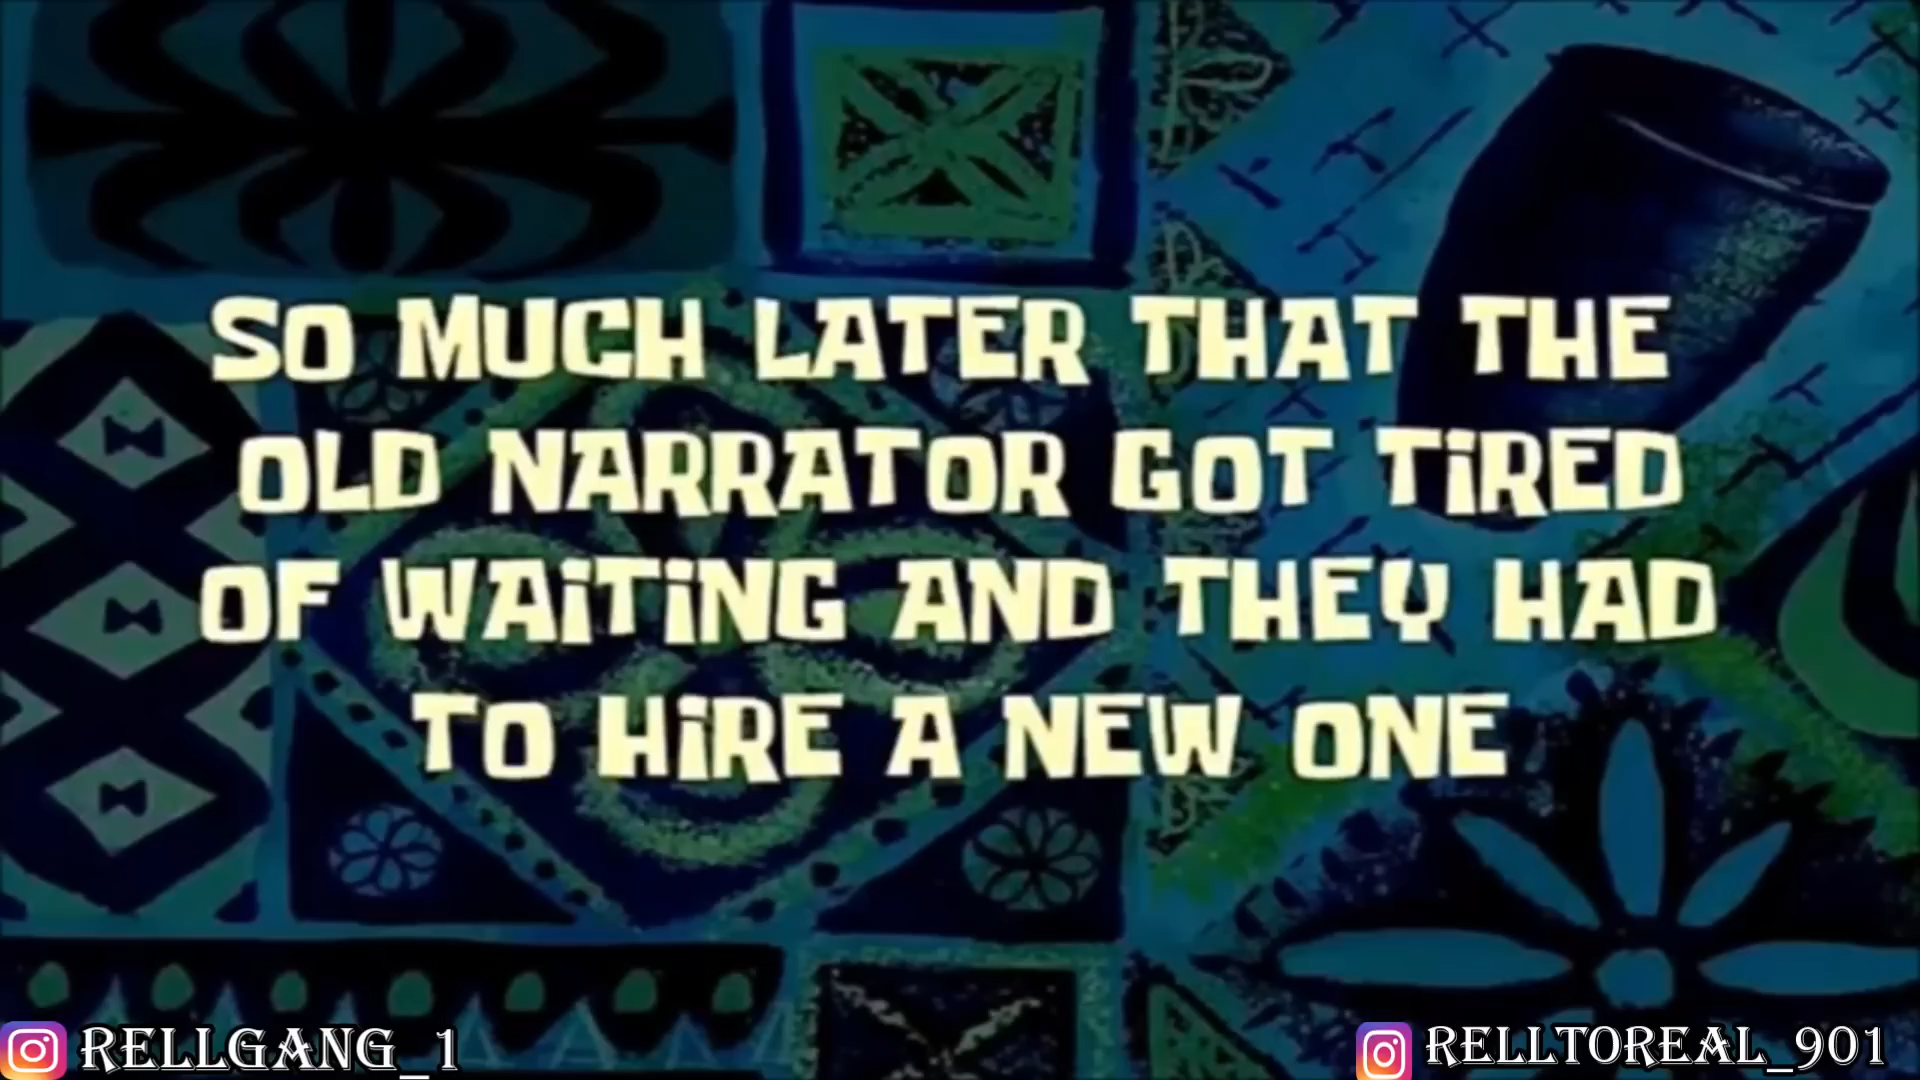 SO MUCH LATER THAT THE
OLD NARRATOR GOT TIRED
OF WAITING AND THEY HAD
TO HIRE A NEW ONE
RELLGANG_1
RELLTOREAL_901